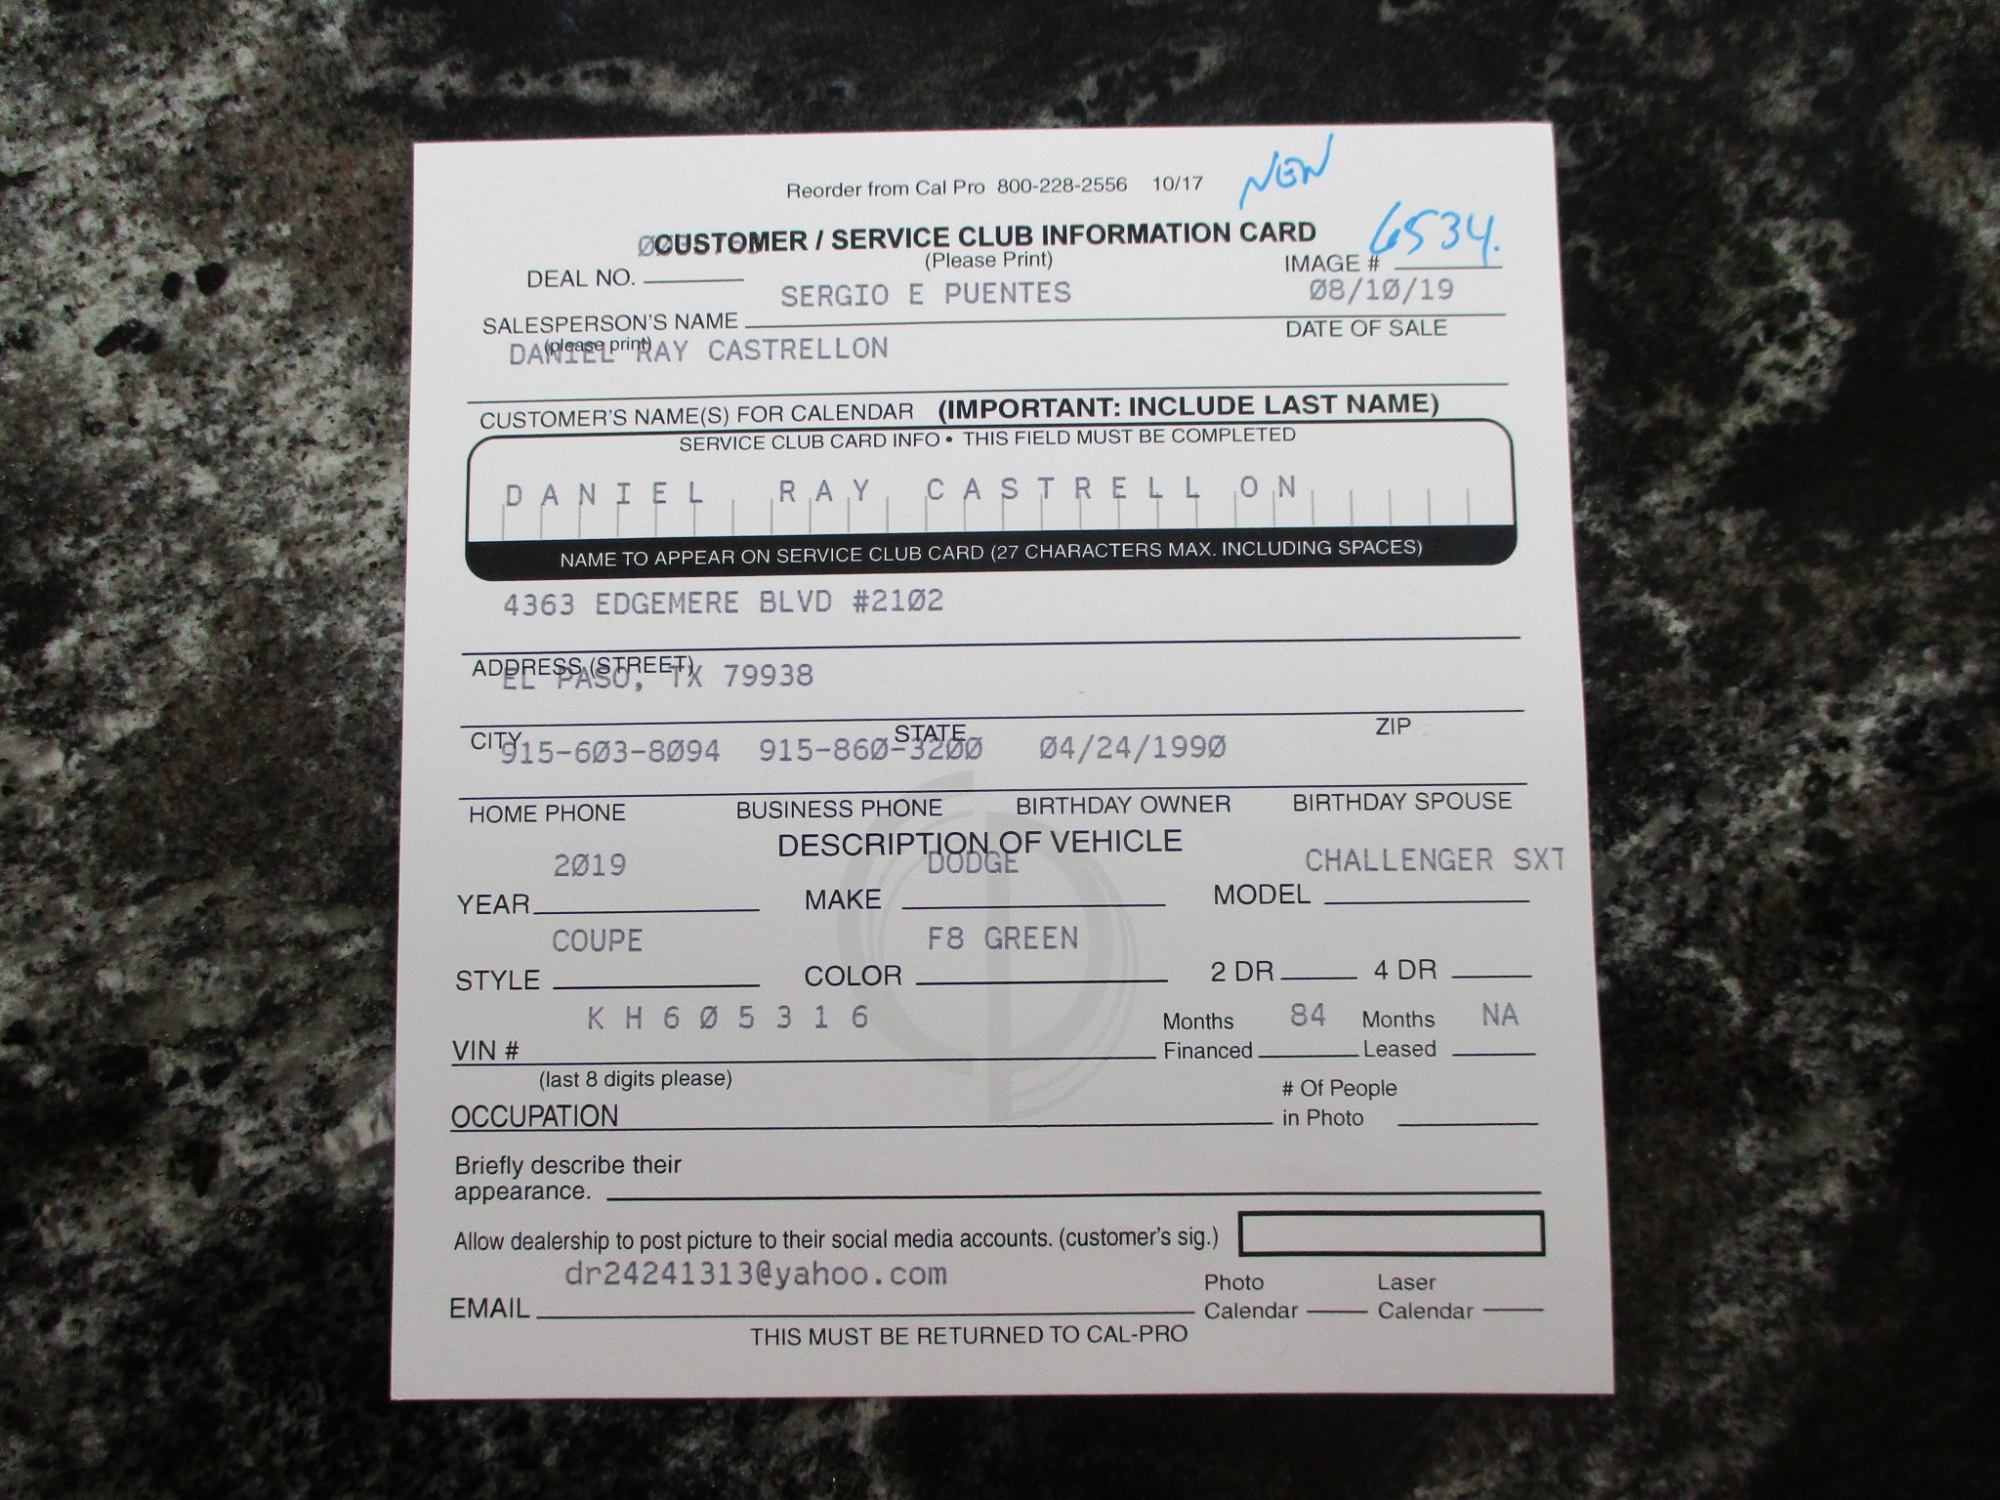 Reorder from Cal Pro 800-228-2556 10/17 NEW
CUSTOMER / SERVICE CLUB INFORMATION CARD
(Please Print)
DEAL NO. IMAGE # 6534.
SERGIO E PUENTES 08/10/19
SALESPERSON'S NAME DATE OF SALE
(please print)
DANIEL RAY CASTRELLON
CUSTOMER'S NAME(S) FOR CALENDAR (IMPORTANT: INCLUDE LAST NAME)
SERVICE CLUB CARD INFO • THIS FIELD MUST BE COMPLETED
DANIEL RAY CASTRELLON
NAME TO APPEAR ON SERVICE CLUB CARD (27 CHARACTERS MAX. INCLUDING SPACES)
4363 EDGEMERE BLVD #2102
ADDRESS (STREET)
EL PASO, TX 79938
CITY STATE ZIP
915-603-8094 915-860-3200 04/24/1990
HOME PHONE BUSINESS PHONE BIRTHDAY OWNER BIRTHDAY SPOUSE
DESCRIPTION OF VEHICLE
2019 DODGE CHALLENGER SXT
YEAR MAKE MODEL
COUPE F8 GREEN
STYLE COLOR 2 DR 4 DR
KH605316 Months 84 Months NA
VIN # Financed Leased
(last 8 digits please)
# Of People
OCCUPATION in Photo
Briefly describe their
appearance.
Allow dealership to post picture to their social media accounts. (customer's sig.)
dr24241313@yahoo.com Photo Laser
EMAIL Calendar Calendar
THIS MUST BE RETURNED TO CAL-PRO